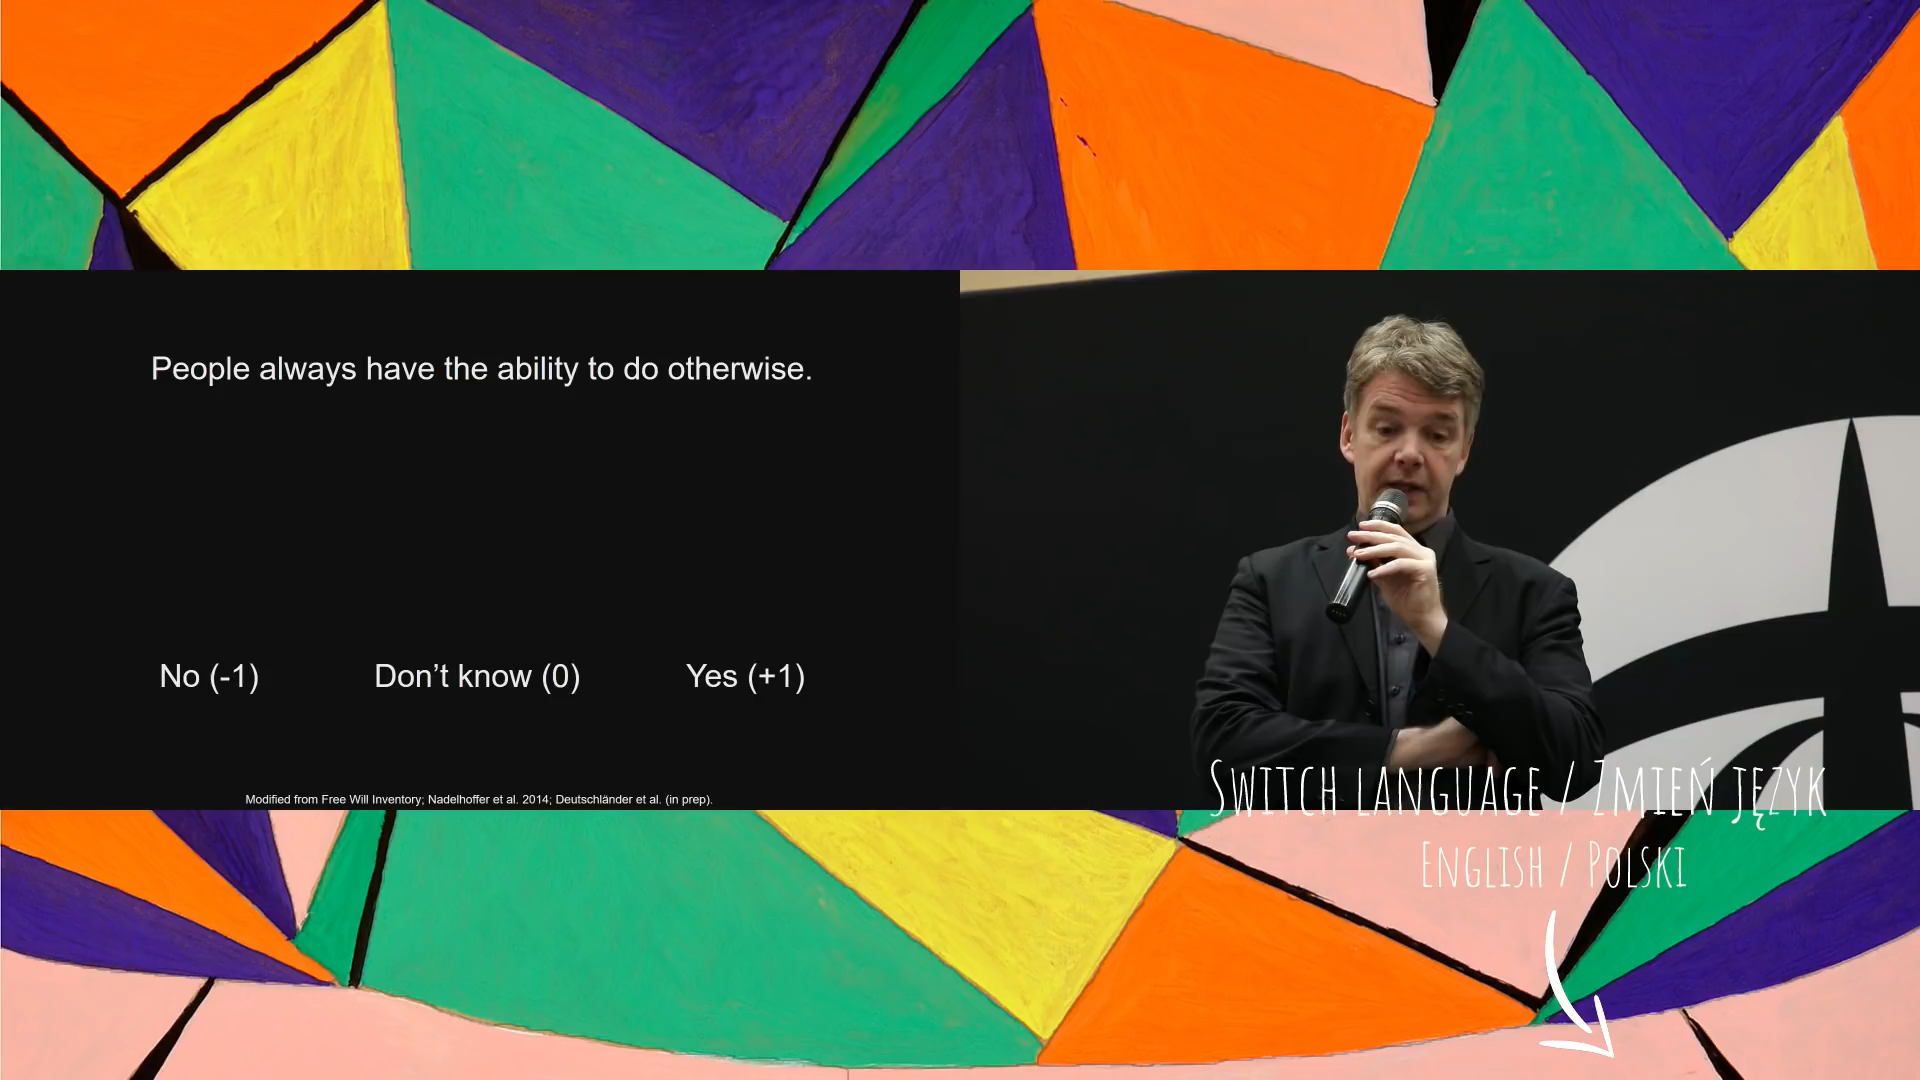 People always have the ability to do otherwise.
No (-1) Don’t know (0) Yes (+1)
Modified from Free Will Inventory; Nadelhoffer et al. 2014; Deutschländer et al. (in prep).
Switch language / Zmień język
English / Polski